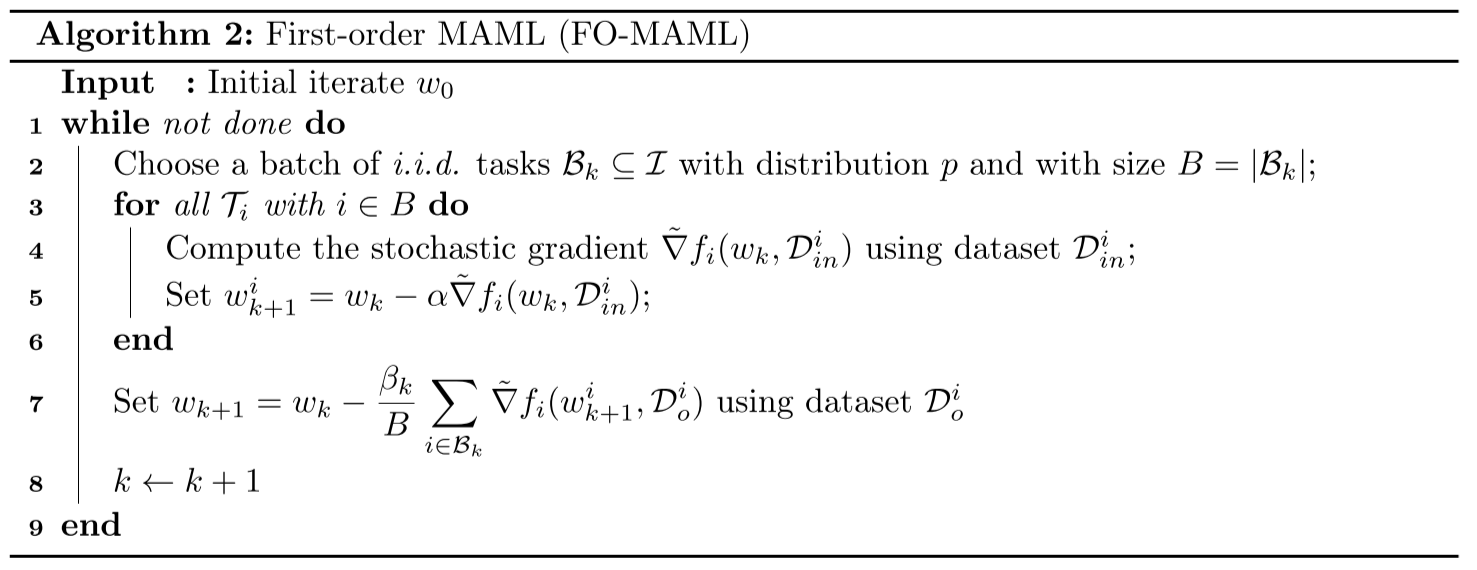 Algorithm 2: First-order MAML (FO-MAML)
Input : Initial iterate $w_0$
1 while not done do
2 Choose a batch of i.i.d. tasks $\mathcal{B}_k \subseteq \mathcal{I}$ with distribution $p$ and with size $B = |\mathcal{B}_k|$;
3 for all $\mathcal{T}_i$ with $i \in B$ do
4 Compute the stochastic gradient $\tilde{\nabla} f_i(w_k, \mathcal{D}_{in}^i)$ using dataset $\mathcal{D}_{in}^i$;
5 Set $w_{k+1}^i = w_k - \alpha \tilde{\nabla} f_i(w_k, \mathcal{D}_{in}^i)$;
6 end
7 Set $w_{k+1} = w_k - \frac{\beta_k}{B} \sum_{i \in \mathcal{B}_k} \tilde{\nabla} f_i(w_{k+1}^i, \mathcal{D}_o^i)$ using dataset $\mathcal{D}_o^i$
8 $k \leftarrow k + 1$
9 end